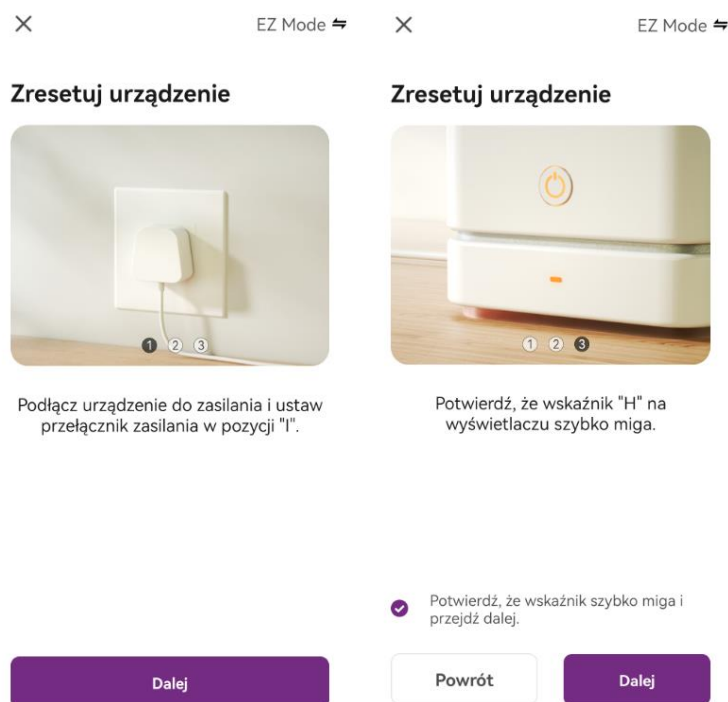 EZ Mode
Zresetuj urządzenie
1 2 3
Podłącz urządzenie do zasilania i ustaw
przełącznik zasilania w pozycji "I".
Dalej
EZ Mode
Zresetuj urządzenie
1 2 3
Potwierdź, że wskaźnik "H" na
wyświetlaczu szybko miga.
Potwierdź, że wskaźnik szybko miga i
przejdź dalej.
Powrót
Dalej